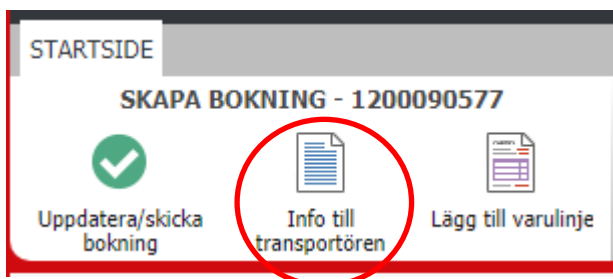 STARTSIDE
SKAPA BOKNING - 1200090577
Uppdatera/skicka
bokning
Info till
transportören
Lägg till varulinje